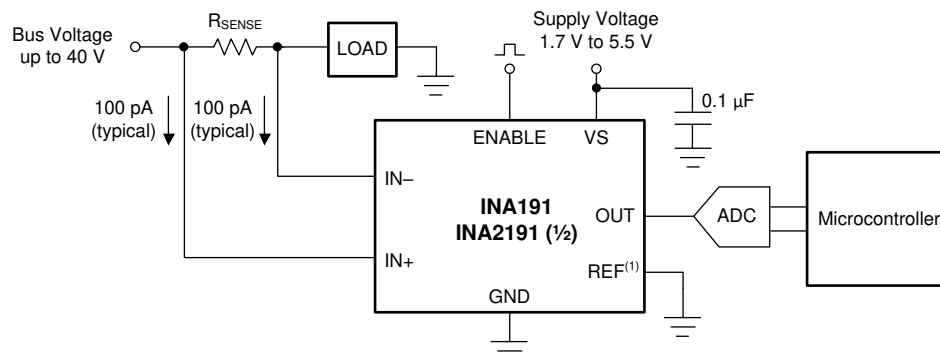 Bus Voltage
up to 40 V
RSENSE
LOAD
Supply Voltage
1.7 V to 5.5 V
100 pA
(typical)
100 pA
(typical)
0.1 µF
ENABLE
VS
IN–
INA191
INA2191 (½)
OUT
ADC
Microcontroller
IN+
REF(1)
GND